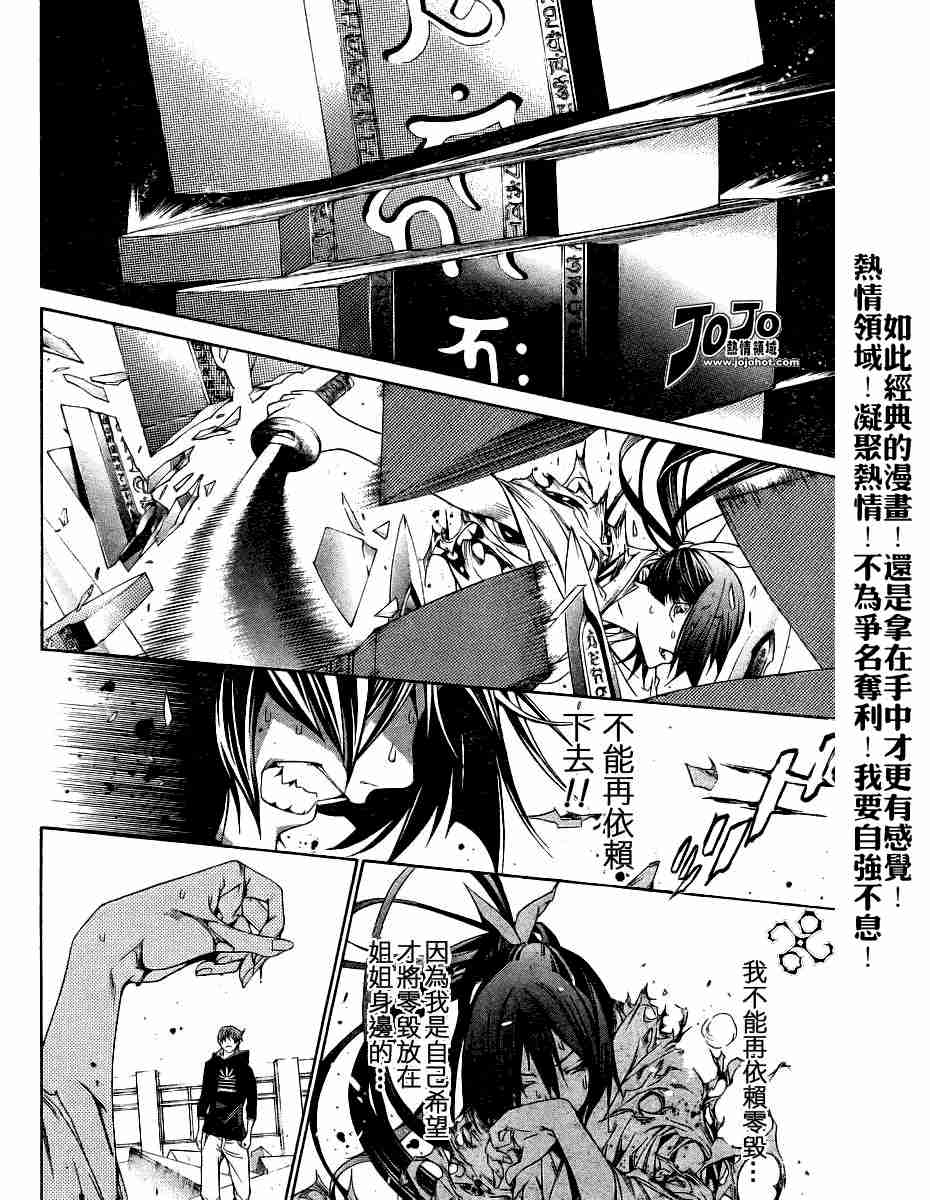 JoJo
熱情領域
www.jojohot.com
如此經典的漫畫！還是拿在手中才更有感覺！
熱情領域！凝聚熱情！不為爭名奪利！我要自強不息！
不能再依賴
下去!!
我不能再依賴零毀…
因為我是自己希望
才將零毀放在
姐姐身邊的…